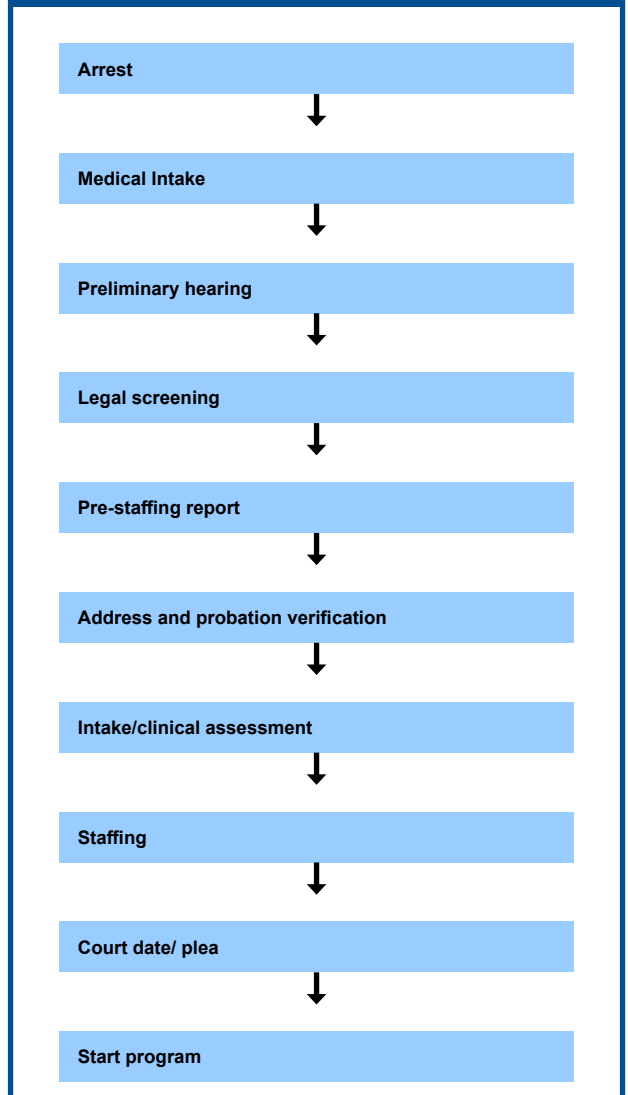 Arrest
Medical Intake
Preliminary hearing
Legal screening
Pre-staffing report
Address and probation verification
Intake/clinical assessment
Staffing
Court date/ plea
Start program